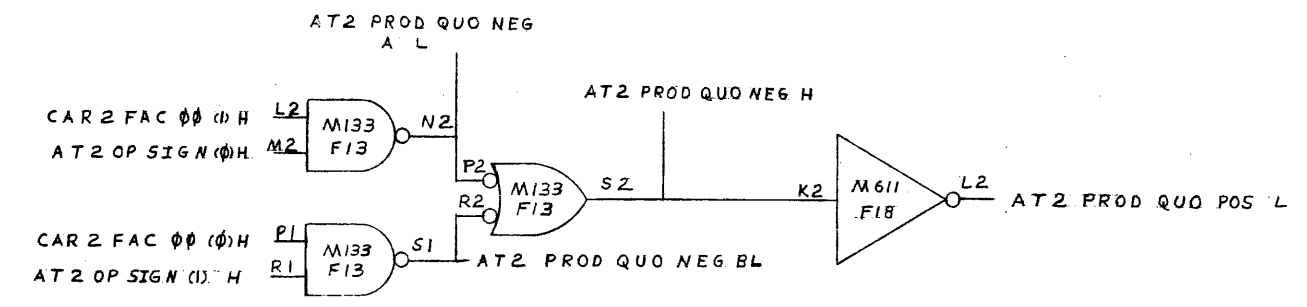 AT2 PROD QUO NEG
A L
AT2 PROD QUO NEG H
CAR 2 FAC ØØ (1) H
L2
M133
F13
N2
AT2 OP SIGN (Ø)H
M2
P2
R2
M133
F13
S2
K2
M611
F18
L2
AT2 PROD QUO POS L
CAR 2 FAC ØØ (Ø)H
P1
M133
F13
S1
AT2 OP SIGN (1) H
R1
AT2 PROD QUO NEG BL